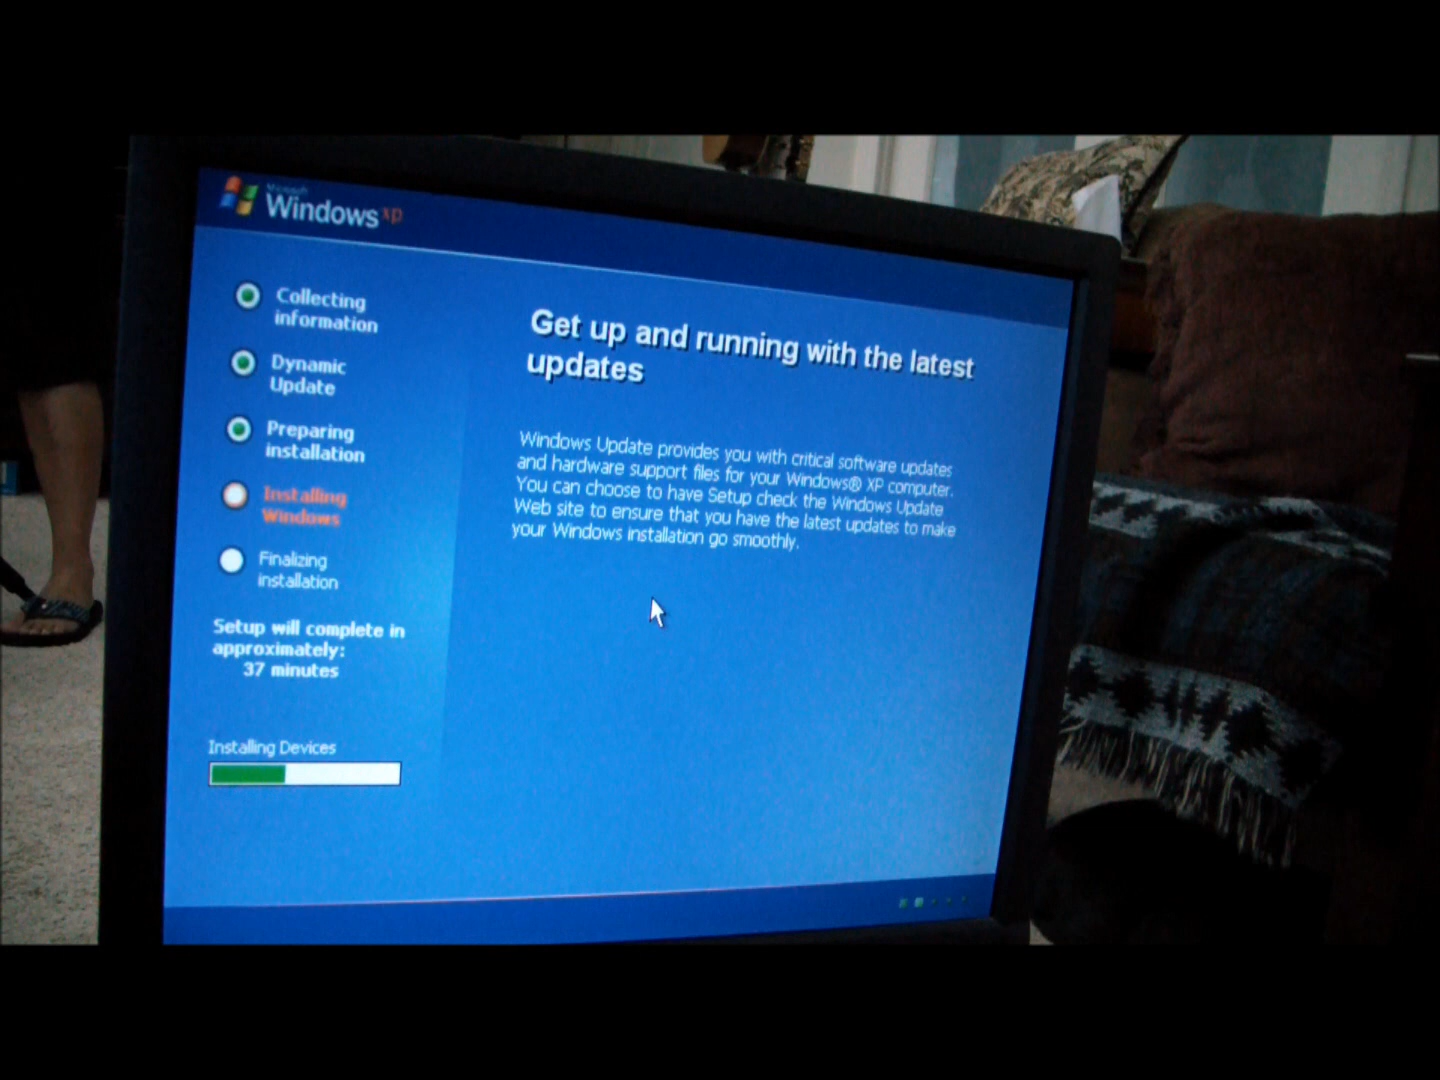 Microsoft
Windows xp
Collecting
information
Dynamic
Update
Preparing
installation
Installing
Windows
Finalizing
installation
Setup will complete in
approximately:
37 minutes
Installing Devices
Get up and running with the latest
updates
Windows Update provides you with critical software updates
and hardware support files for your Windows® XP computer.
You can choose to have Setup check the Windows Update
Web site to ensure that you have the latest updates to make
your Windows installation go smoothly.